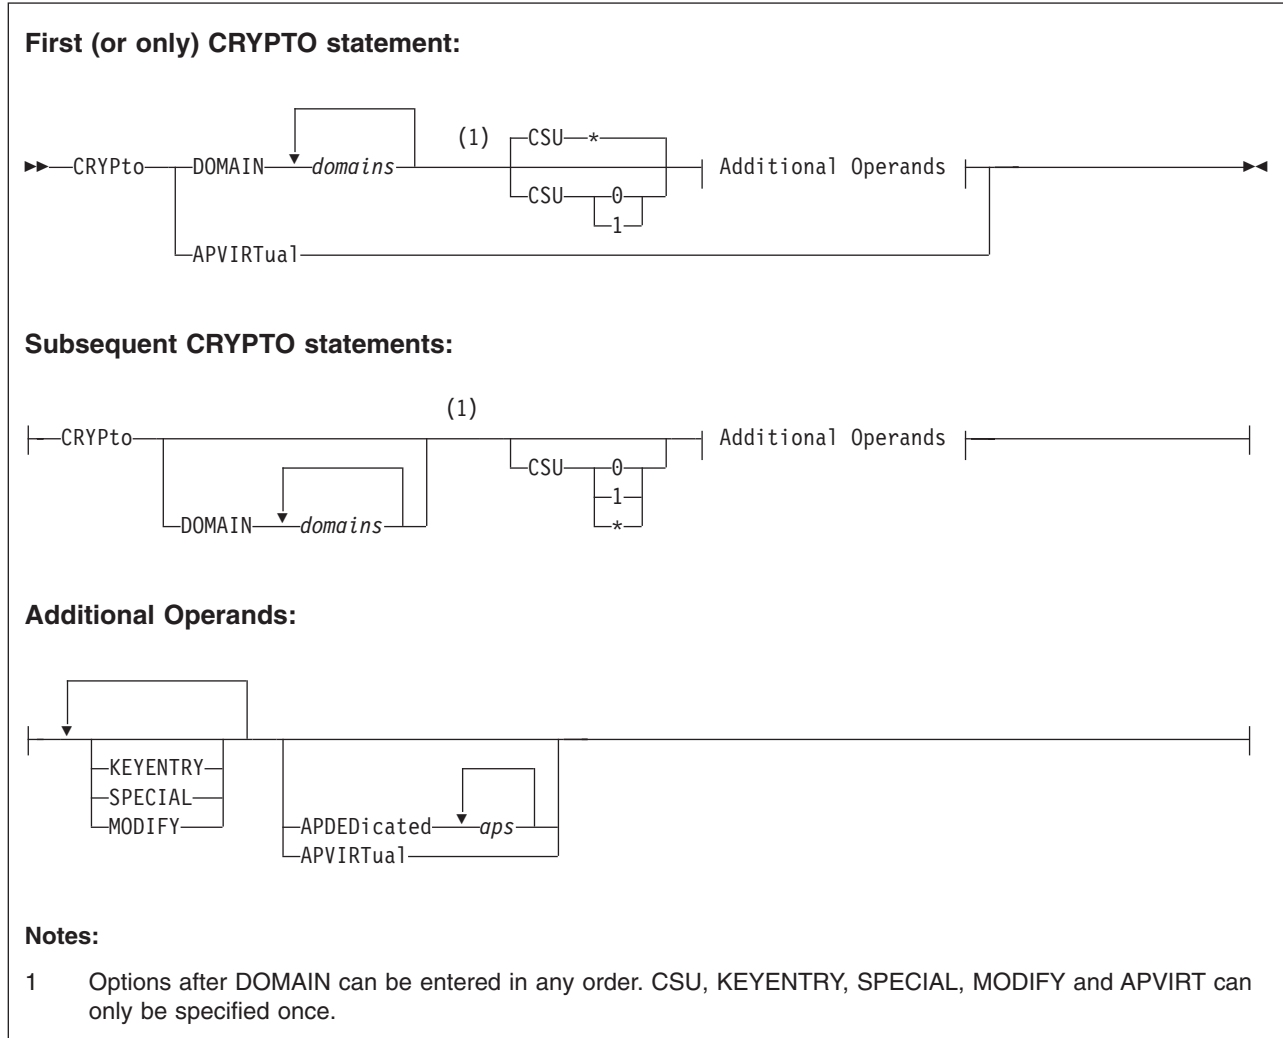 First (or only) CRYPTO statement:
(1) CSU *
CRYPto DOMAIN domains Additional Operands
CSU 0
1
APVIRTual
Subsequent CRYPTO statements:
(1)
CRYPto Additional Operands
CSU 0
1
DOMAIN domains *
Additional Operands:
KEYENTRY
SPECIAL
MODIFY APDEDicated aps
APVIRTual
Notes:
1 Options after DOMAIN can be entered in any order. CSU, KEYENTRY, SPECIAL, MODIFY and APVIRT can
only be specified once.